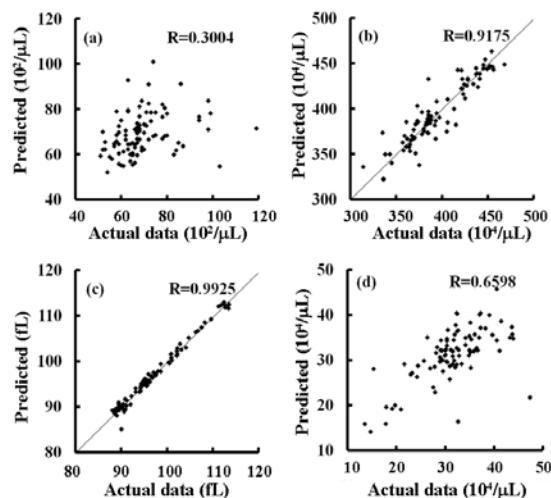 (a)
R=0.3004
Predicted (10²/μL)
100
80
60
40
40 60 80 100 120
Actual data (10²/μL)
(b)
R=0.9175
Predicted (10⁴/μL)
500
450
400
350
300
300 350 400 450 500
Actual data (10⁴/μL)
(c)
R=0.9925
Predicted (fL)
120
110
100
90
80
80 90 100 110 120
Actual data (fL)
(d)
R=0.6598
Predicted (10⁴/μL)
50
40
30
20
10
10 20 30 40 50
Actual data (10⁴/μL)